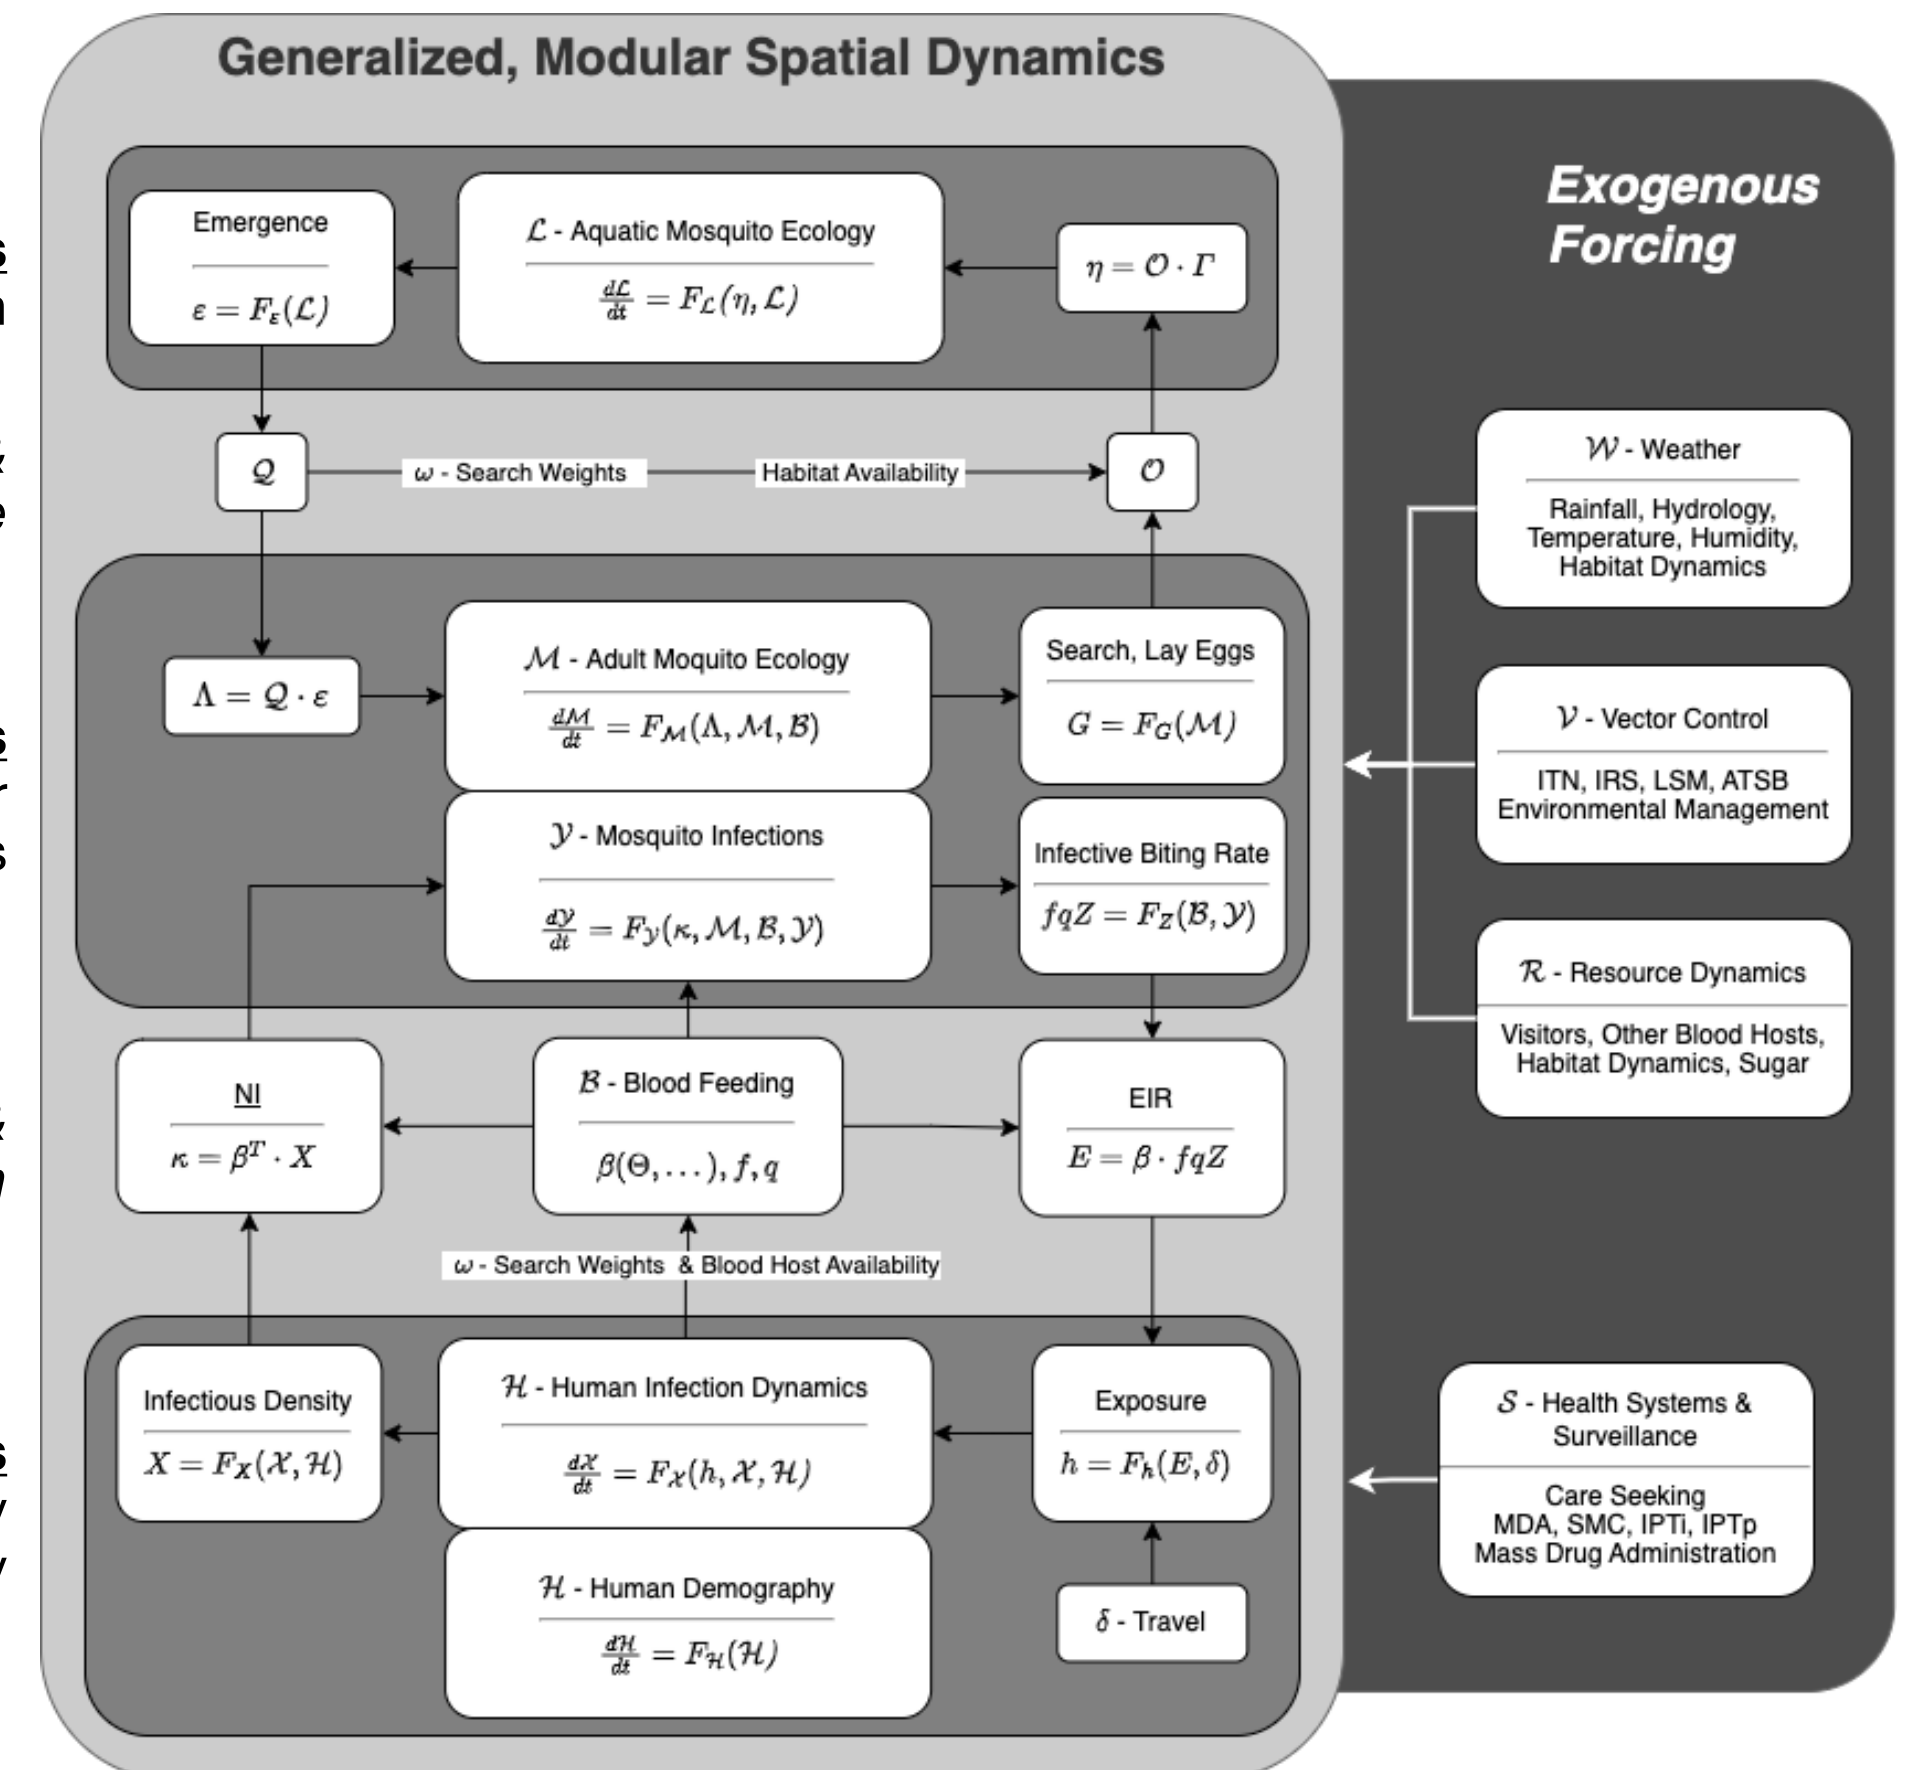 Generalized, Modular Spatial Dynamics
Emergence
ε = F_ε(ℒ)
ℒ - Aquatic Mosquito Ecology
dℒ/dt = F_ℒ(η, ℒ)
η = 𝒪 · Γ
𝒬
ω - Search Weights
Habitat Availability
𝒪
Λ = 𝒬 · ε
ℳ - Adult Moquito Ecology
dℳ/dt = F_ℳ(Λ, ℳ, ℬ)
Search, Lay Eggs
G = F_G(ℳ)
𝒴 - Mosquito Infections
d𝒴/dt = F_𝒴(κ, ℳ, ℬ, 𝒴)
Infective Biting Rate
fqZ = F_Z(ℬ, 𝒴)
NI
κ = β^T · X
ℬ - Blood Feeding
β(Θ, ...), f, q
EIR
E = β · fqZ
ω - Search Weights & Blood Host Availability
Infectious Density
X = F_X(𝒳, ℋ)
ℋ - Human Infection Dynamics
d𝒳/dt = F_𝒳(h, 𝒳, ℋ)
Exposure
h = F_h(E, δ)
ℋ - Human Demography
dℋ/dt = F_ℋ(ℋ)
δ - Travel
Exogenous
Forcing
𝒲 - Weather
Rainfall, Hydrology,
Temperature, Humidity,
Habitat Dynamics
𝒱 - Vector Control
ITN, IRS, LSM, ATSB
Environmental Management
ℛ - Resource Dynamics
Visitors, Other Blood Hosts,
Habitat Dynamics, Sugar
𝒮 - Health Systems &
Surveillance
Care Seeking
MDA, SMC, IPTi, IPTp
Mass Drug Administration